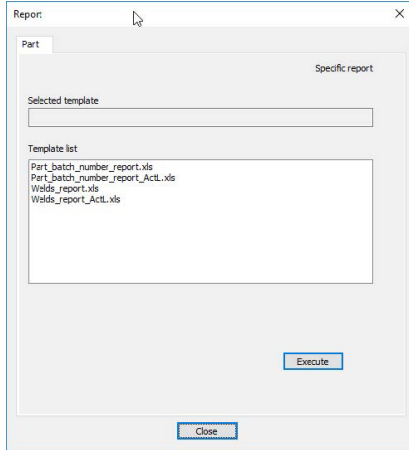 Report
Part
Specific report
Selected template
Template list
Part_batch_number_report.xls
Part_batch_number_report_ActL.xls
Welds_report.xls
Welds_report_ActL.xls
Execute
Close